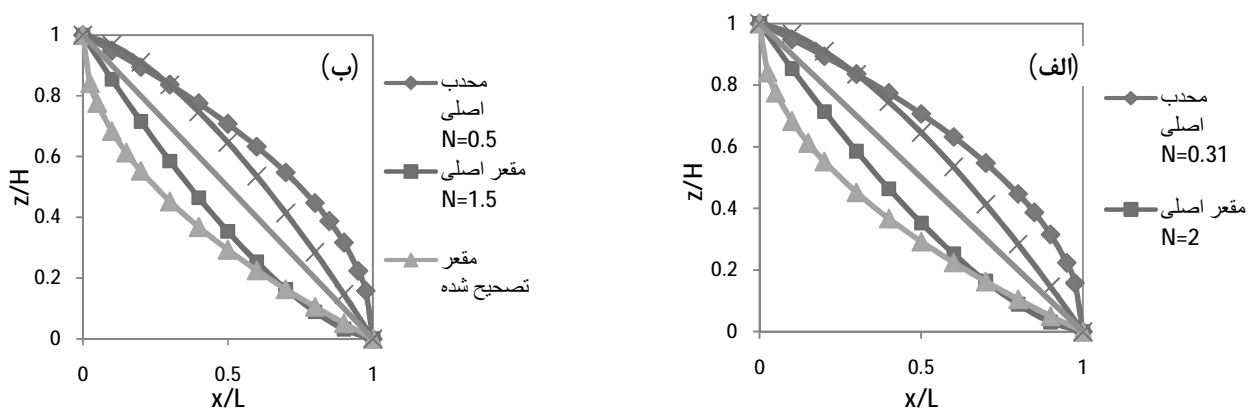 (ب)
1
0.8
0.6
0.4
0.2
0
z/H
0
0.5
1
x/L
محدب
اصلی
N=0.5
مقعر اصلی
N=1.5
مقعر
تصحیح شده
(الف)
1
0.8
0.6
0.4
0.2
0
z/H
0
0.5
1
x/L
محدب
اصلی
N=0.31
مقعر اصلی
N=2